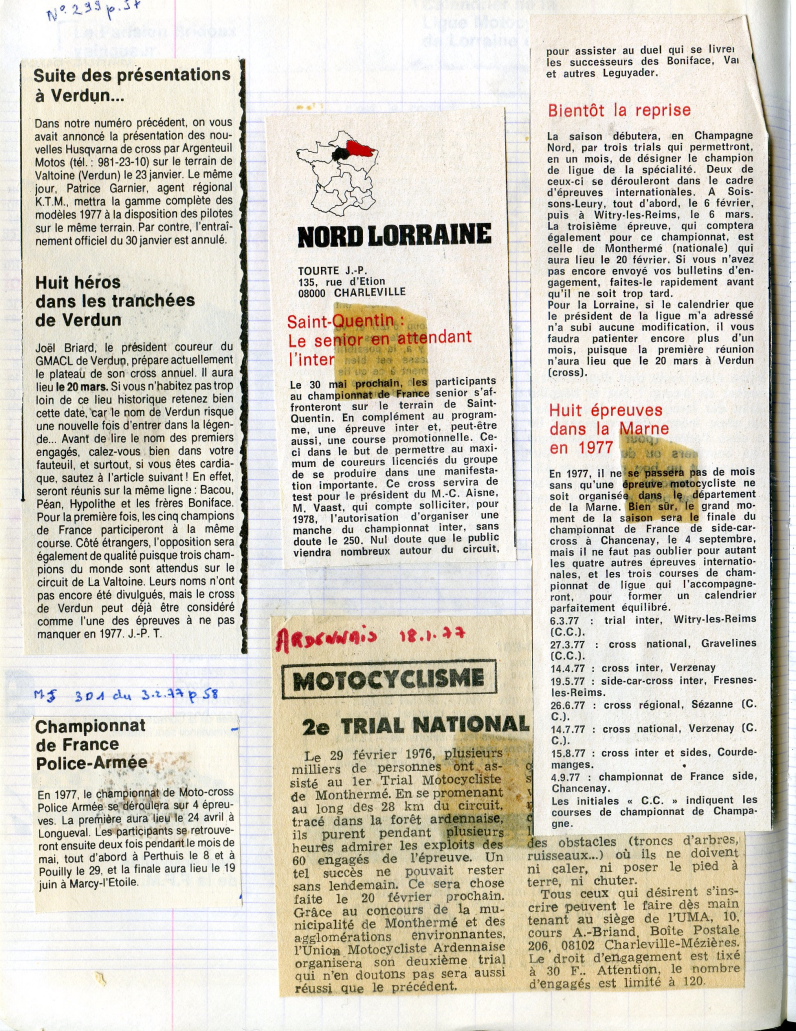 N° 299 p. 57
Suite des présentations
à Verdun...
Dans notre numéro précédent, on vous
avait annoncé la présentation des nou-
velles Husqvarna de cross par Argenteuil
Motos (tél. : 981-23-10) sur le terrain de
Valtoine (Verdun) le 23 janvier. Le même
jour, Patrice Garnier, agent régional
K.T.M., mettra la gamme complète des
modèles 1977 à la disposition des pilotes
sur le même terrain. Par contre, l'entraî-
nement officiel du 30 janvier est annulé.
Huit héros
dans les tranchées
de Verdun
Joël Briard, le président coureur du
GMACL de Verdun, prépare actuellement
le plateau de son cross annuel. Il aura
lieu le 20 mars. Si vous n'habitez pas trop
loin de ce lieu historique retenez bien
cette date, car le nom de Verdun risque
une nouvelle fois d'entrer dans la légen-
de... Avant de lire le nom des premiers
engagés, calez-vous bien dans votre
fauteuil, et surtout, si vous êtes cardia-
que, sautez à l'article suivant ! En effet,
seront réunis sur la même ligne : Bacou,
Péan, Hypolithe et les frères Boniface.
Pour la première fois, les cinq champions
de France participeront à la même
course. Côté étrangers, l'opposition sera
également de qualité puisque trois cham-
pions du monde sont attendus sur le
circuit de La Valtoine. Leurs noms n'ont
pas encore été divulgués, mais le cross
de Verdun peut déjà être considéré
comme l'une des épreuves à ne pas
manquer en 1977. J.-P. T.
MJ 301 du 3.2.77 p 58
Championnat
de France
Police-Armée
En 1977, le championnat de Moto-cross
Police Armée se déroulera sur 4 épreu-
ves. La première aura lieu le 24 avril à
Longueval. Les participants se retrouve-
ront ensuite deux fois pendant le mois de
mai, tout d'abord à Perthuis le 8 et à
Pouilly le 29, et la finale aura lieu le 19
juin à Marcy-l'Etoile.
NORD LORRAINE
TOURTE J.-P.
135, rue d'Etion
08000 CHARLEVILLE
Saint-Quentin :
Le senior en attendant
l'inter
Le 30 mai prochain, les participants
au championnat de France senior s'af-
fronteront sur le terrain de Saint-
Quentin. En complément au program-
me, une épreuve inter et, peut-être
aussi, une course promotionnelle. Ce-
ci dans le but de permettre au maxi-
mum de coureurs licenciés du groupe
de se produire dans une manifesta-
tion importante. Ce cross servira de
test pour le président du M.-C. Aisne,
M. Vaast, qui compte solliciter, pour
1978, l'autorisation d'organiser une
manche du championnat inter, sans
doute le 250. Nul doute que le public
viendra nombreux autour du circuit,
pour assister au duel qui se livrer
les successeurs des Boniface,
et autres Leguyader.
Bientôt la reprise
La saison débutera, en Champagne
Nord, par trois trials qui permettront,
en un mois, de désigner le champion
de ligue de la spécialité. Deux de
ceux-ci se dérouleront dans le cadre
d'épreuves internationales. A Sois-
sons-Leury, tout d'abord, le 6 février,
puis à Witry-les-Reims, le 6 mars.
La troisième épreuve, qui comptera
également pour ce championnat, est
celle de Monthermé (nationale) qui
aura lieu le 20 février. Si vous n'avez
pas encore envoyé vos bulletins d'en-
gagement, faites-le rapidement avant
qu'il ne soit trop tard.
Pour la Lorraine, si le calendrier que
le président de la ligue m'a adressé
n'a subi aucune modification, il vous
faudra patienter encore plus d'un
mois, puisque la première réunion
n'aura lieu que le 20 mars à Verdun
(cross).
Huit épreuves
dans la Marne
en 1977
En 1977, il ne se passera pas de mois
sans qu'une épreuve motocycliste ne
soit organisée dans le département
de la Marne. Bien sûr, le grand mo-
ment de la saison sera le finale du
championnat de France de side-car-
cross à Chancenay, le 4 septembre,
mais il ne faut pas oublier pour autant
les quatre autres épreuves internatio-
nales, et les trois courses de cham-
pionnat de ligue qui l'accompagne-
ront, pour former un calendrier
parfaitement équilibré.
6.3.77 : trial inter, Witry-les-Reims
(C.C.).
27.3.77 : cross national, Gravelines
(C.C.).
14.4.77 : cross inter, Verzenay
19.5.77 : side-car-cross inter, Fresnes-
les-Reims.
26.6.77 : cross régional, Sézanne (C.
C.).
14.7.77 : cross national, Verzenay (C.
C.).
15.8.77 : cross inter et sides, Courde-
manges.
4.9.77 : championnat de France side,
Chancenay.
Les initiales « C.C. » indiquent les
courses de championnat de Champa-
gne.
ARDENNAIS 18.1.77
MOTOCYCLISME
2e TRIAL NATIONAL
Le 29 février 1976, plusieurs
milliers de personnes ont as-
sisté au 1er Trial Motocycliste
de Monthermé. En se promenant
au long des 28 km du circuit,
tracé dans la forêt ardennaise,
ils purent pendant plusieurs
heures admirer les exploits des
60 engagés de l'épreuve. Un
tel succès ne pouvait rester
sans lendemain. Ce sera chose
faite le 20 février prochain.
Grâce au concours de la mu-
nicipalité de Monthermé et des
agglomérations environnantes,
l'Union Motocycliste Ardennaise
organisera son deuxième trial
qui n'en doutons pas sera aussi
réussi que le précédent.
des obstacles (troncs d'arbres,
ruisseaux...) où ils ne doivent
ni caler, ni poser le pied à
terre, ni chuter.
Tous ceux qui désirent s'ins-
crire peuvent le faire dès main
tenant au siège de l'UMA, 10,
cours A.-Briand, Boîte Postale
206, 08102 Charleville-Mézières.
Le droit d'engagement est fixé
à 30 F.. Attention, le nombre
d'engagés est limité à 120.